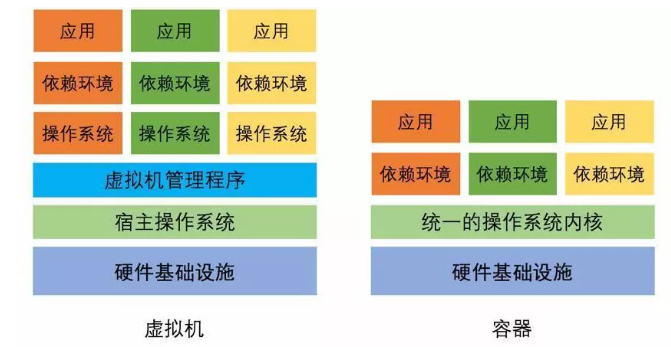 应用 应用 应用
依赖环境 依赖环境 依赖环境
操作系统 操作系统 操作系统
虚拟机管理程序
宿主操作系统
硬件基础设施
虚拟机
应用 应用 应用
依赖环境 依赖环境 依赖环境
统一的操作系统内核
硬件基础设施
容器